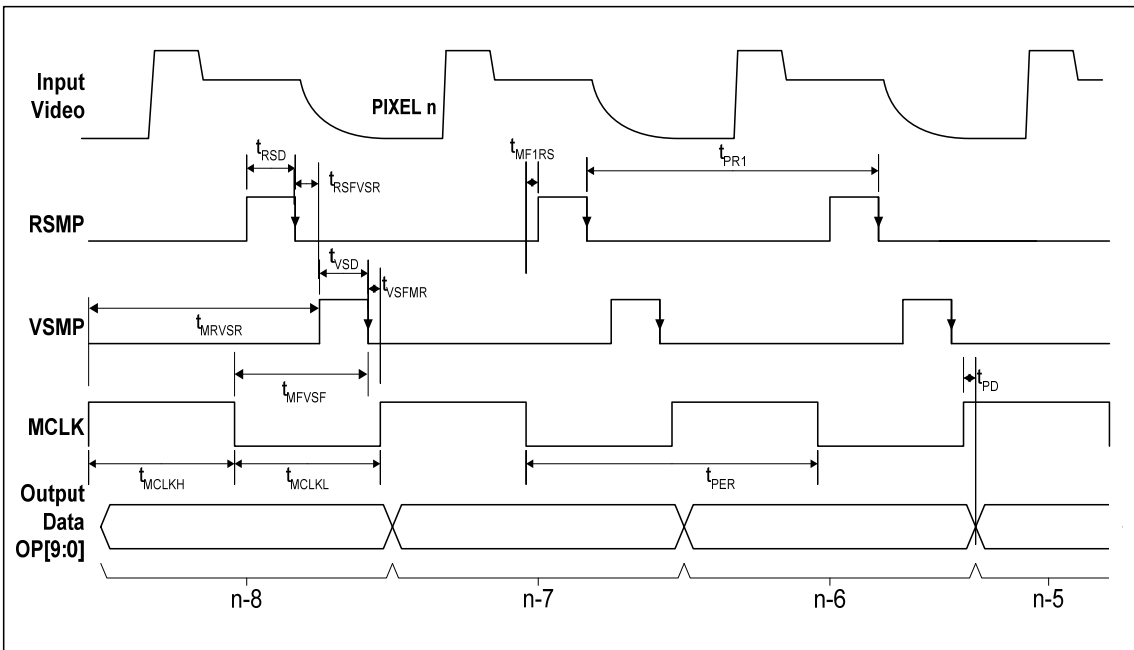 Input
Video
PIXEL n
tRSD
tRSFVSR
tMF1RS
tPR1
RSMP
tVSD
tVSFMR
VSMP
tMRVSR
tMFVSF
tPD
MCLK
tMCLKH
tMCLKL
tPER
Output
Data
OP[9:0]
n-8
n-7
n-6
n-5